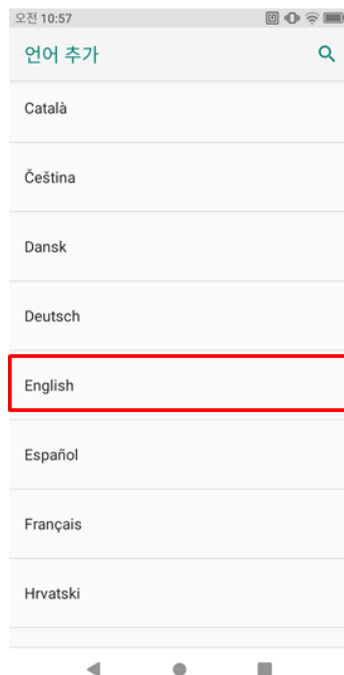 오전 10:57
언어 추가
Català
Čeština
Dansk
Deutsch
English
Español
Français
Hrvatski